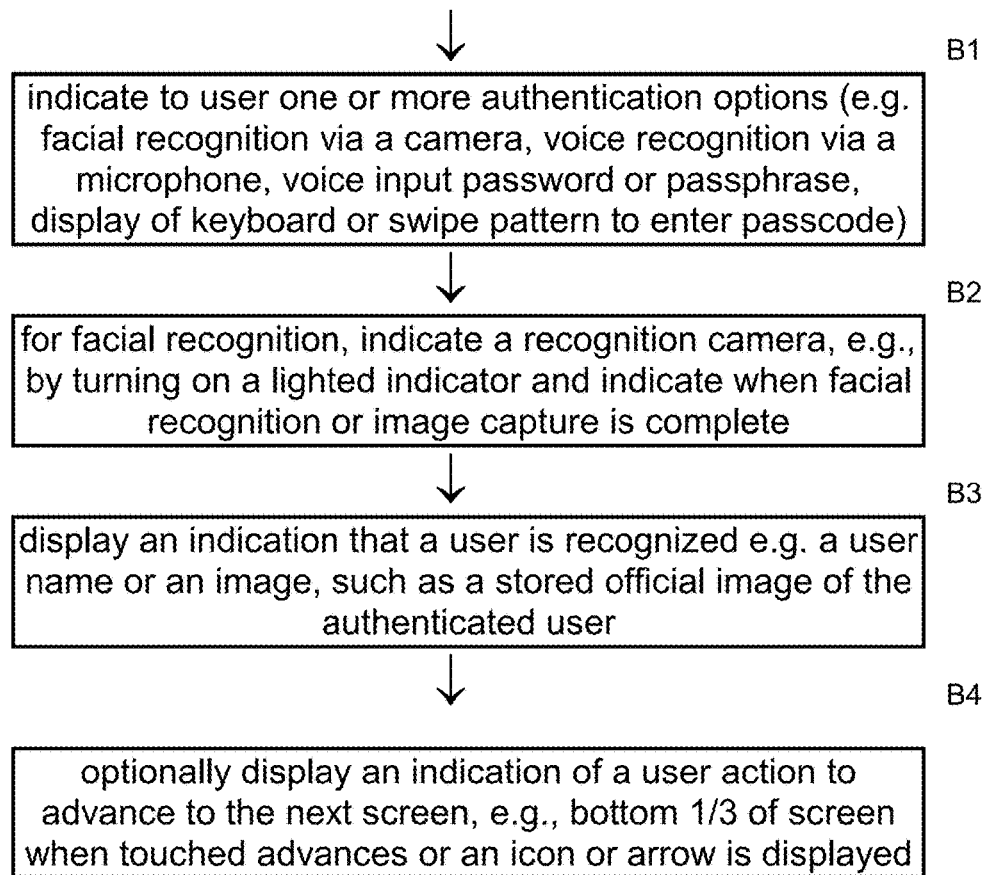 B1
indicate to user one or more authentication options (e.g.
facial recognition via a camera, voice recognition via a
microphone, voice input password or passphrase,
display of keyboard or swipe pattern to enter passcode)
B2
for facial recognition, indicate a recognition camera, e.g.,
by turning on a lighted indicator and indicate when facial
recognition or image capture is complete
B3
display an indication that a user is recognized e.g. a user
name or an image, such as a stored official image of the
authenticated user
B4
optionally display an indication of a user action to
advance to the next screen, e.g., bottom 1/3 of screen
when touched advances or an icon or arrow is displayed